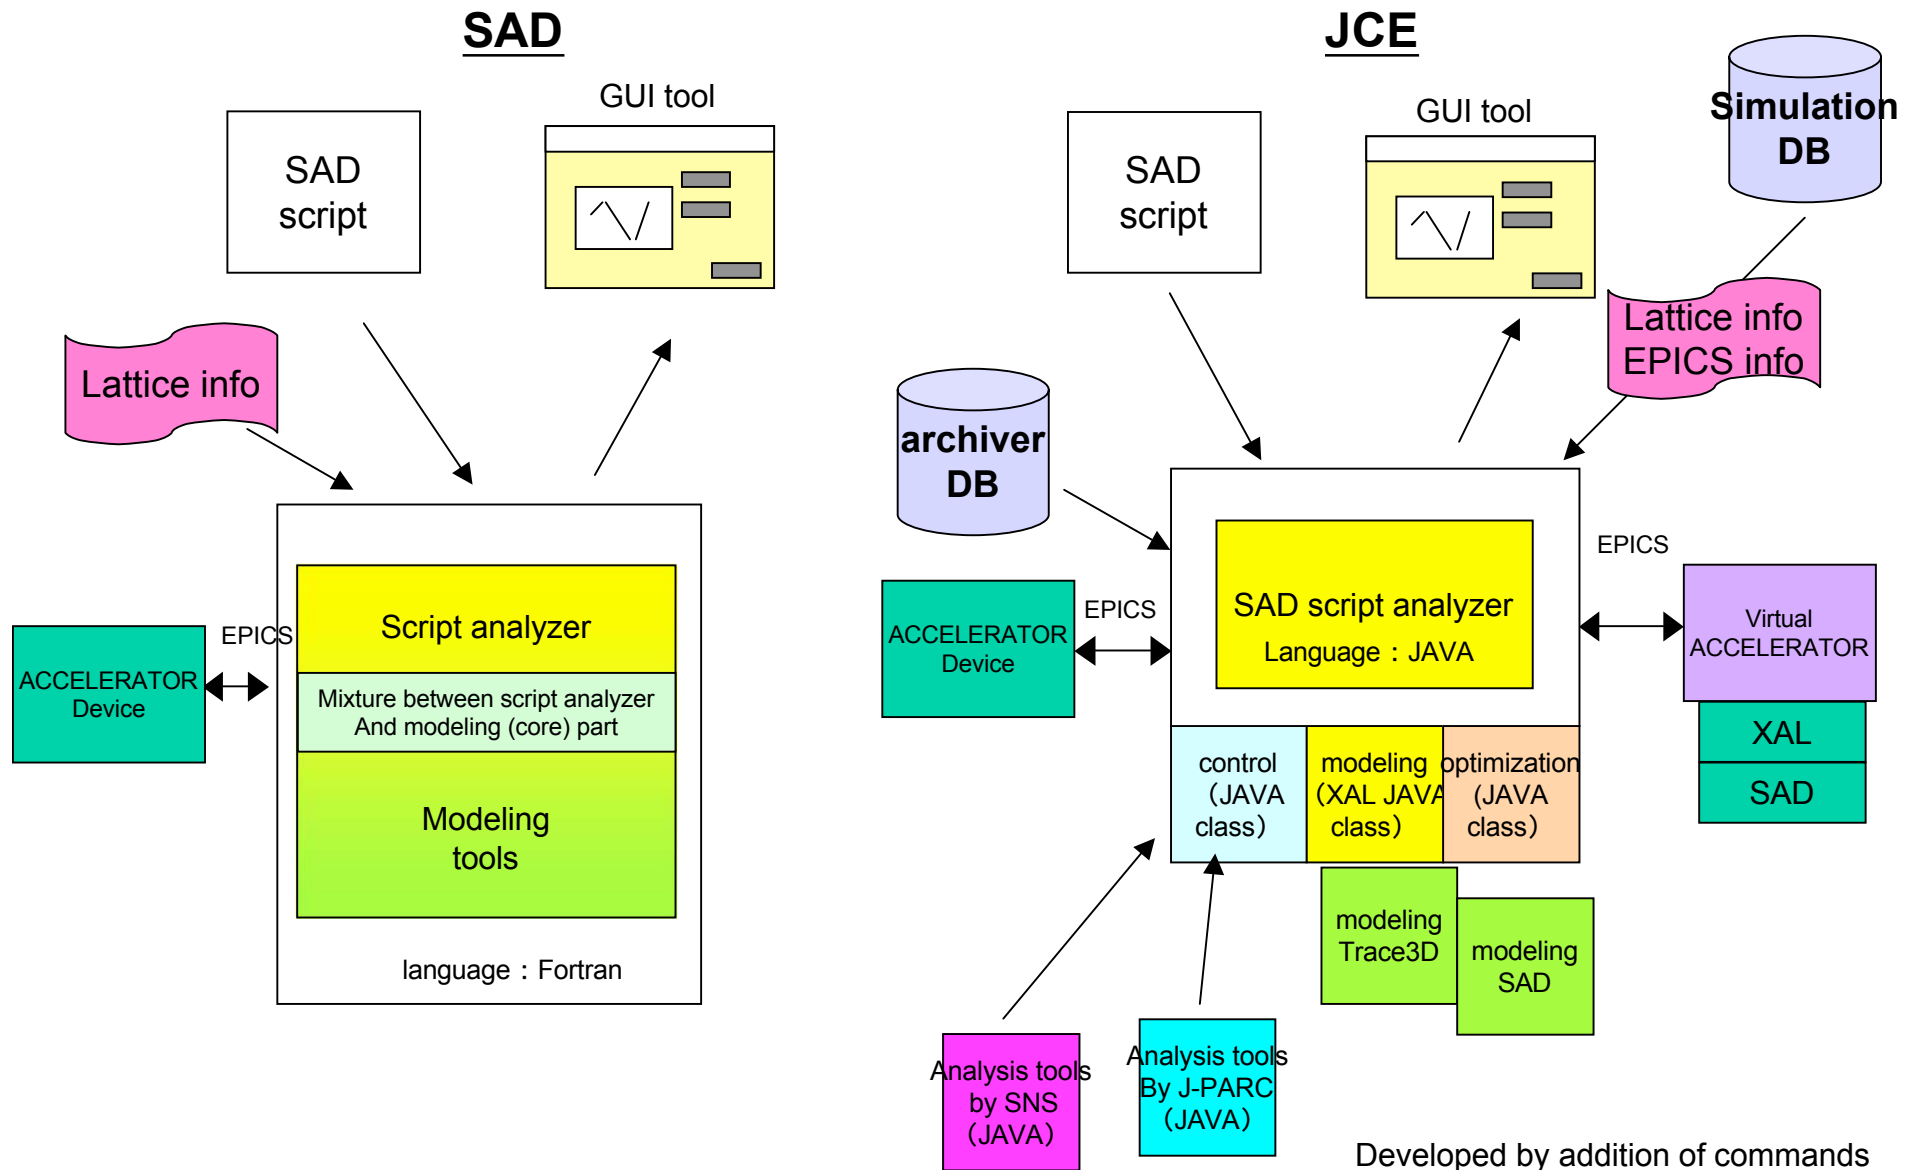 SAD
GUI tool
SAD
script
Lattice info
ACCELERATOR
Device
EPICS
Script analyzer
Mixture between script analyzer
And modeling (core) part
Modeling
tools
language：Fortran
JCE
GUI tool
SAD
script
Simulation
DB
Lattice info
EPICS info
archiver
DB
ACCELERATOR
Device
EPICS
SAD script analyzer
Language：JAVA
EPICS
Virtual
ACCELERATOR
XAL
SAD
control
（JAVA
class）
modeling
（XAL JAVA
class）
optimization
(JAVA
class）
modeling
Trace3D
modeling
SAD
Analysis tools
by SNS
（JAVA）
Analysis tools
By J-PARC
（JAVA）
Developed by addition of commands